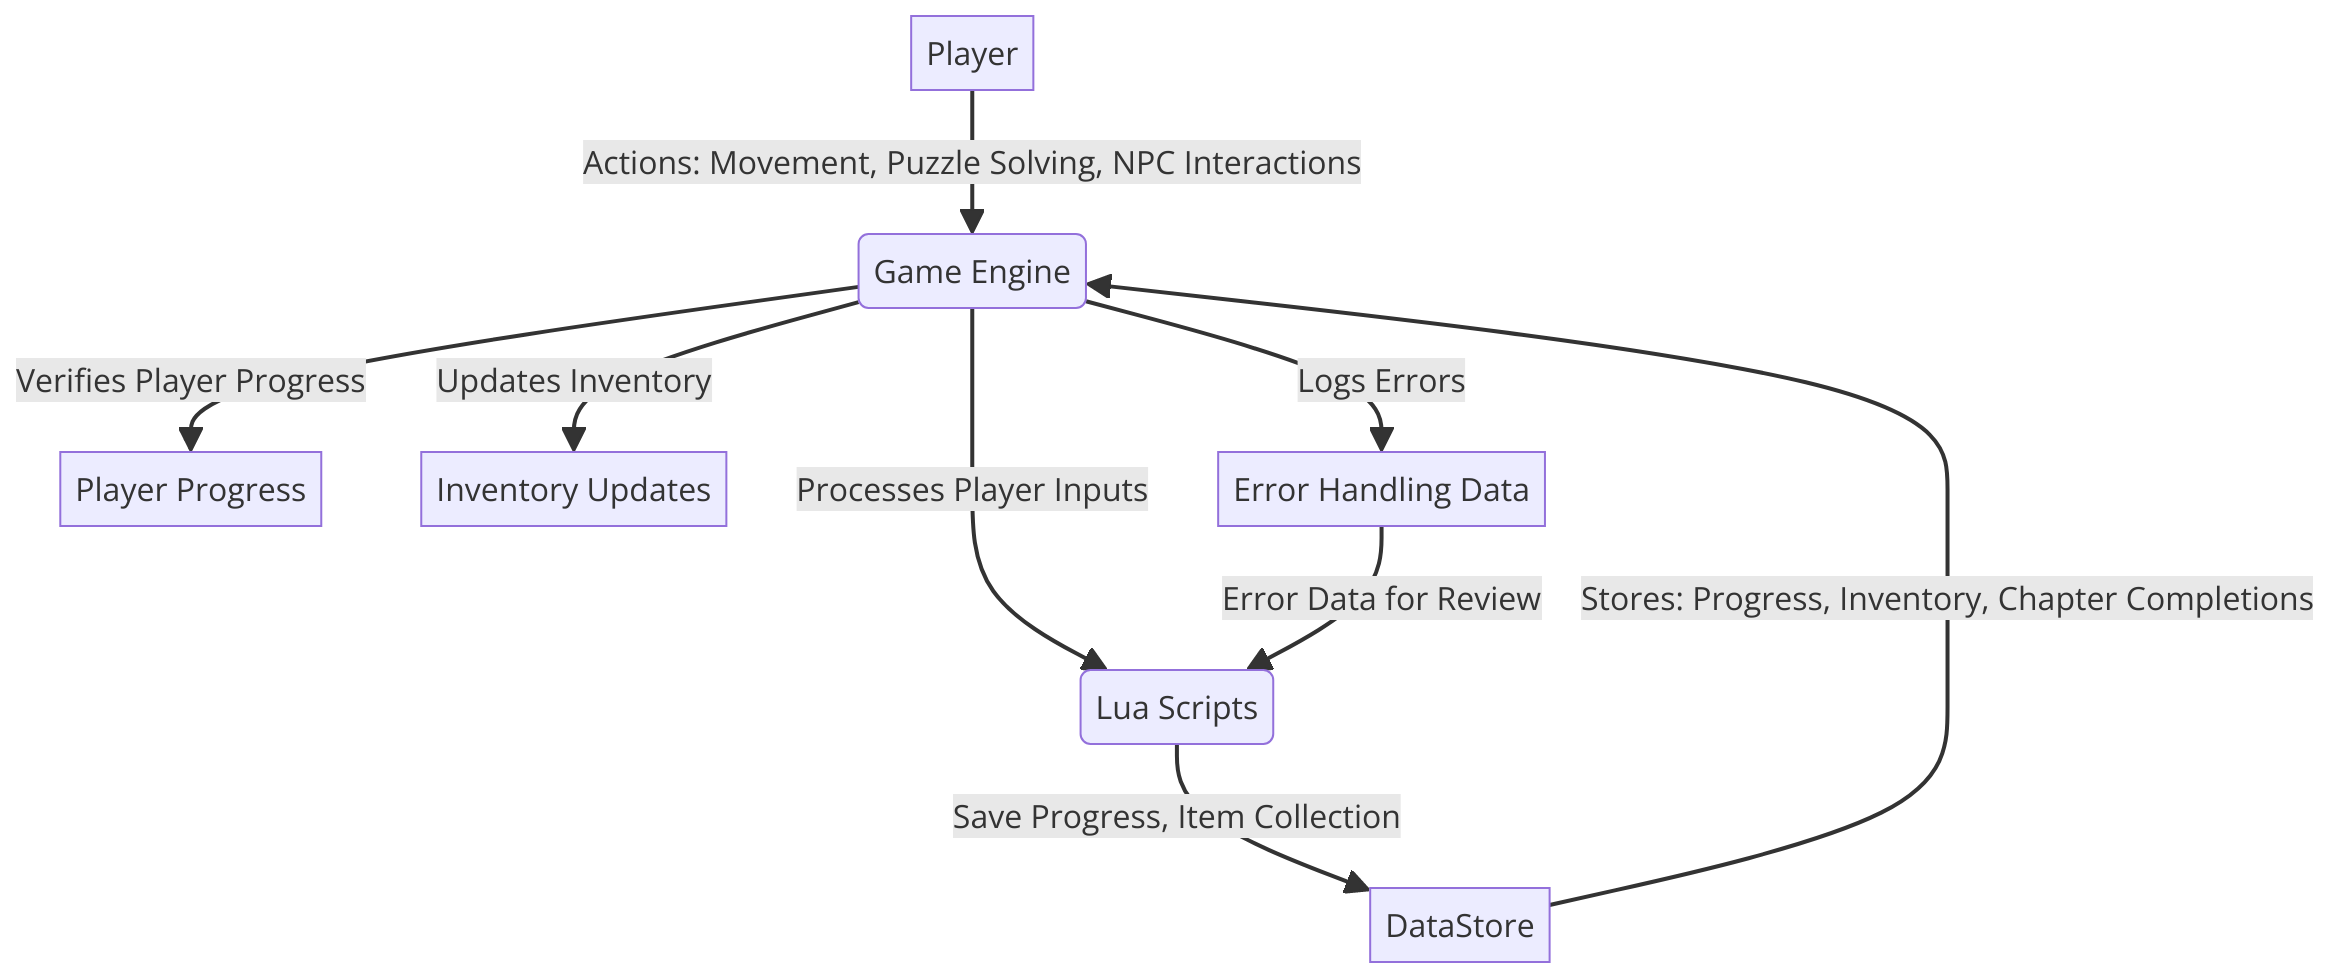 Player
Actions: Movement, Puzzle Solving, NPC Interactions
Game Engine
Verifies Player Progress
Updates Inventory
Logs Errors
Player Progress
Inventory Updates
Processes Player Inputs
Error Handling Data
Error Data for Review
Stores: Progress, Inventory, Chapter Completions
Lua Scripts
Save Progress, Item Collection
DataStore